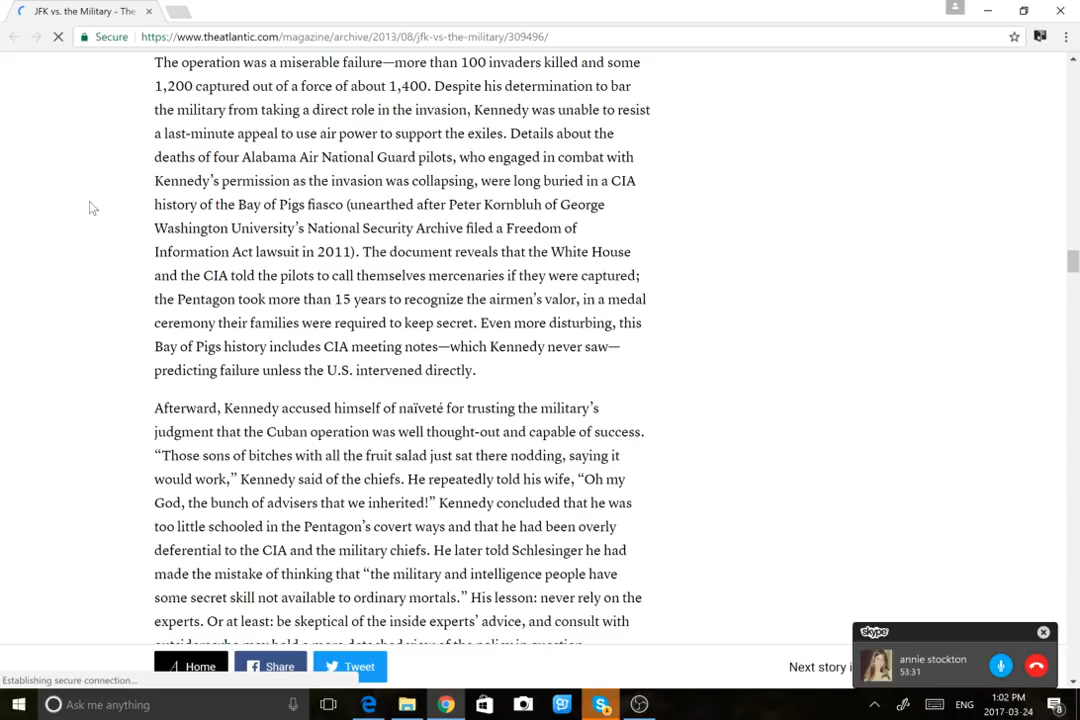 JFK vs. the Military - The
Secure https://www.theatlantic.com/magazine/archive/2013/08/jfk-vs-the-military/309496/
The operation was a miserable failure—more than 100 invaders killed and some
1,200 captured out of a force of about 1,400. Despite his determination to bar
the military from taking a direct role in the invasion, Kennedy was unable to resist
a last-minute appeal to use air power to support the exiles. Details about the
deaths of four Alabama Air National Guard pilots, who engaged in combat with
Kennedy’s permission as the invasion was collapsing, were long buried in a CIA
history of the Bay of Pigs fiasco (unearthed after Peter Kornbluh of George
Washington University’s National Security Archive filed a Freedom of
Information Act lawsuit in 2011). The document reveals that the White House
and the CIA told the pilots to call themselves mercenaries if they were captured;
the Pentagon took more than 15 years to recognize the airmen’s valor, in a medal
ceremony their families were required to keep secret. Even more disturbing, this
Bay of Pigs history includes CIA meeting notes—which Kennedy never saw—
predicting failure unless the U.S. intervened directly.
Afterward, Kennedy accused himself of naïveté for trusting the military’s
judgment that the Cuban operation was well thought-out and capable of success.
“Those sons of bitches with all the fruit salad just sat there nodding, saying it
would work,” Kennedy said of the chiefs. He repeatedly told his wife, “Oh my
God, the bunch of advisers that we inherited!” Kennedy concluded that he was
too little schooled in the Pentagon’s covert ways and that he had been overly
deferential to the CIA and the military chiefs. He later told Schlesinger he had
made the mistake of thinking that “the military and intelligence people have
some secret skill not available to ordinary mortals.” His lesson: never rely on the
experts. Or at least: be skeptical of the inside experts’ advice, and consult with
outsiders who may hold a more detached view of the policy in question.
A Home Share Tweet Next story i
skype
annie stockton
53:31
Establishing secure connection...
Ask me anything
ENG
1:02 PM
2017-03-24
8